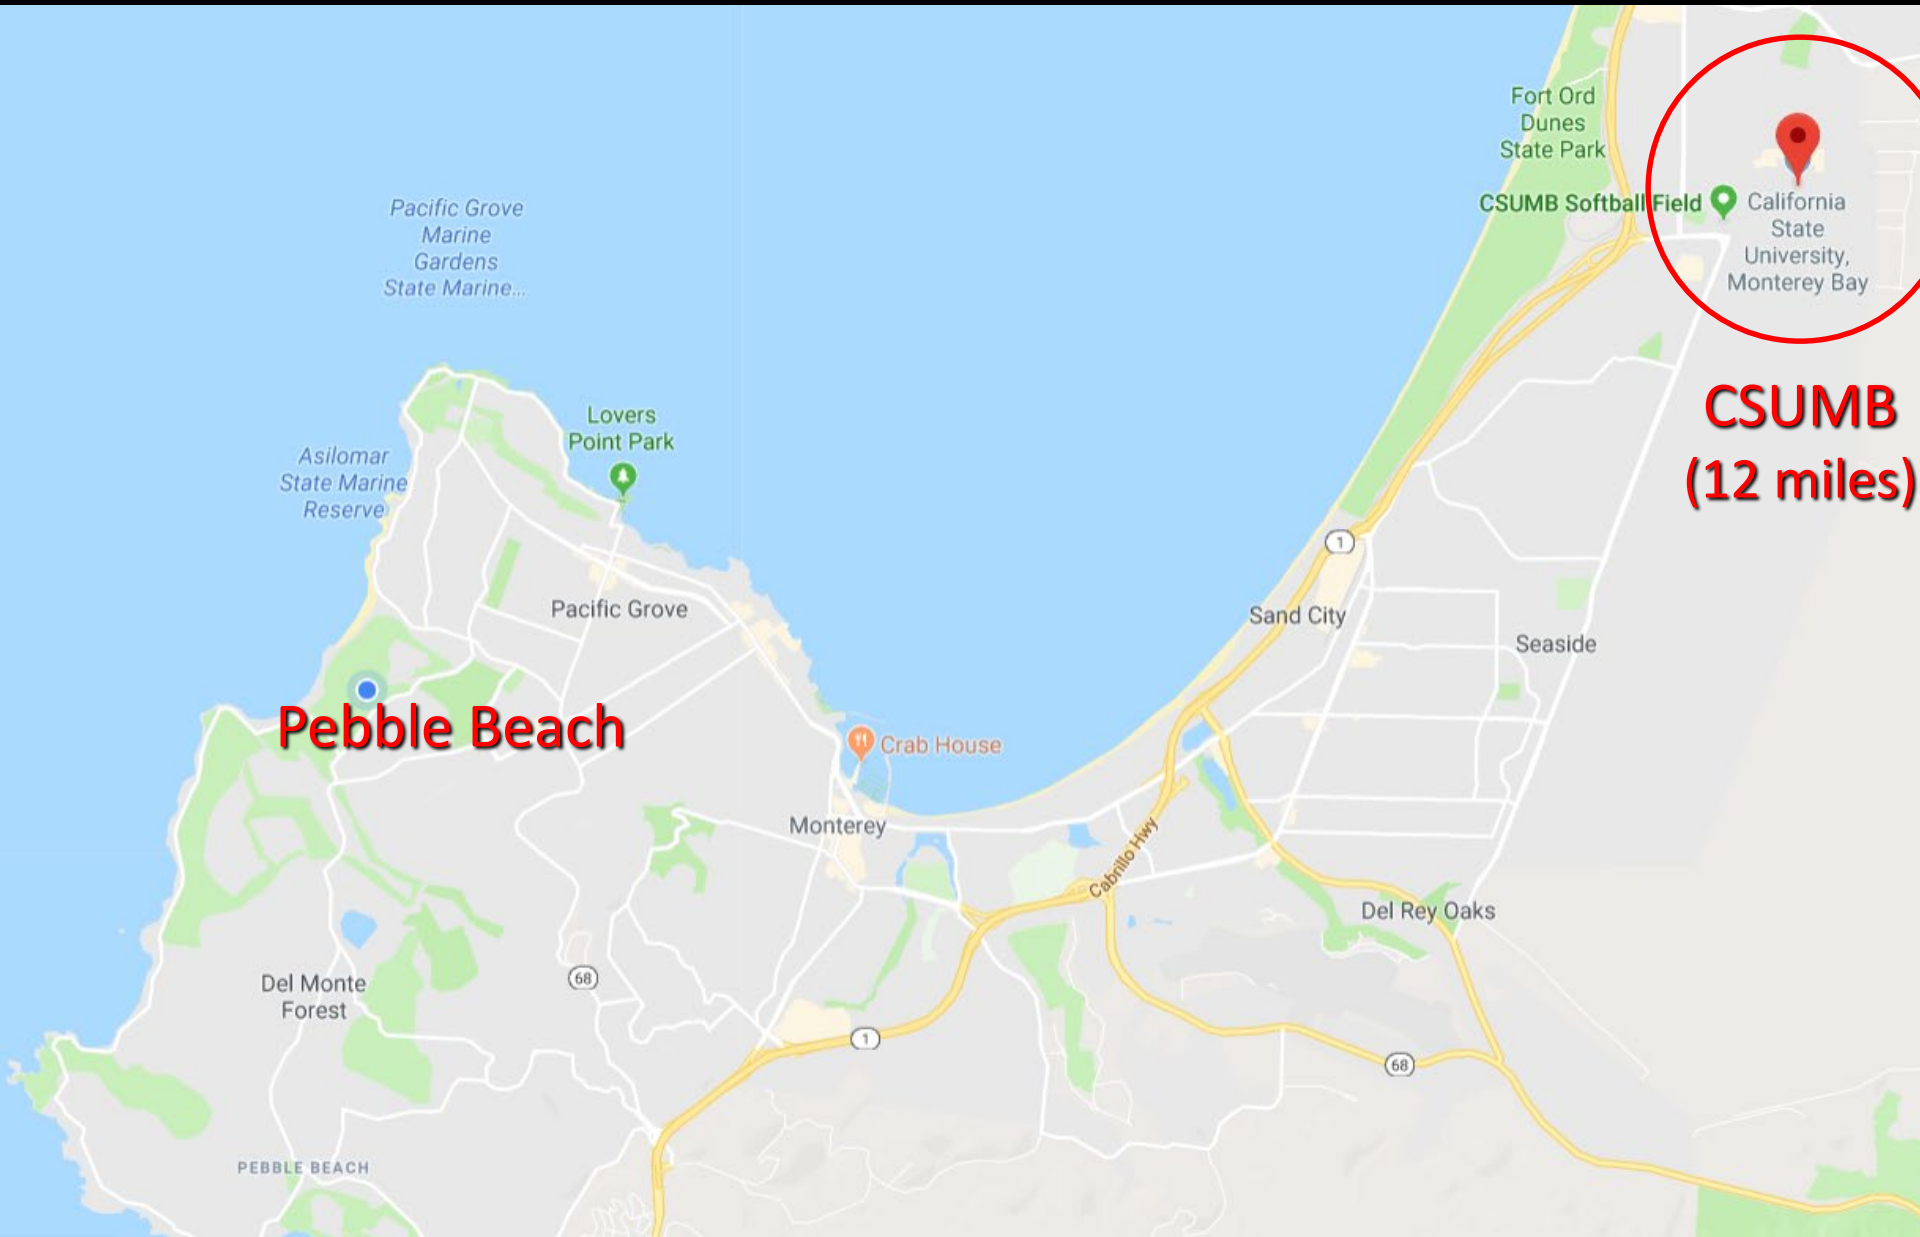 Fort Ord
Dunes
State Park
CSUMB Softball Field
California
State
University,
Monterey Bay
Pacific Grove
Marine
Gardens
State Marine...
CSUMB
(12 miles)
Lovers
Point Park
Asilomar
State Marine
Reserve
1
Pacific Grove
Sand City
Seaside
Pebble Beach
Crab House
Monterey
Cabrillo Hwy
Del Rey Oaks
Del Monte
Forest
68
1
68
PEBBLE BEACH